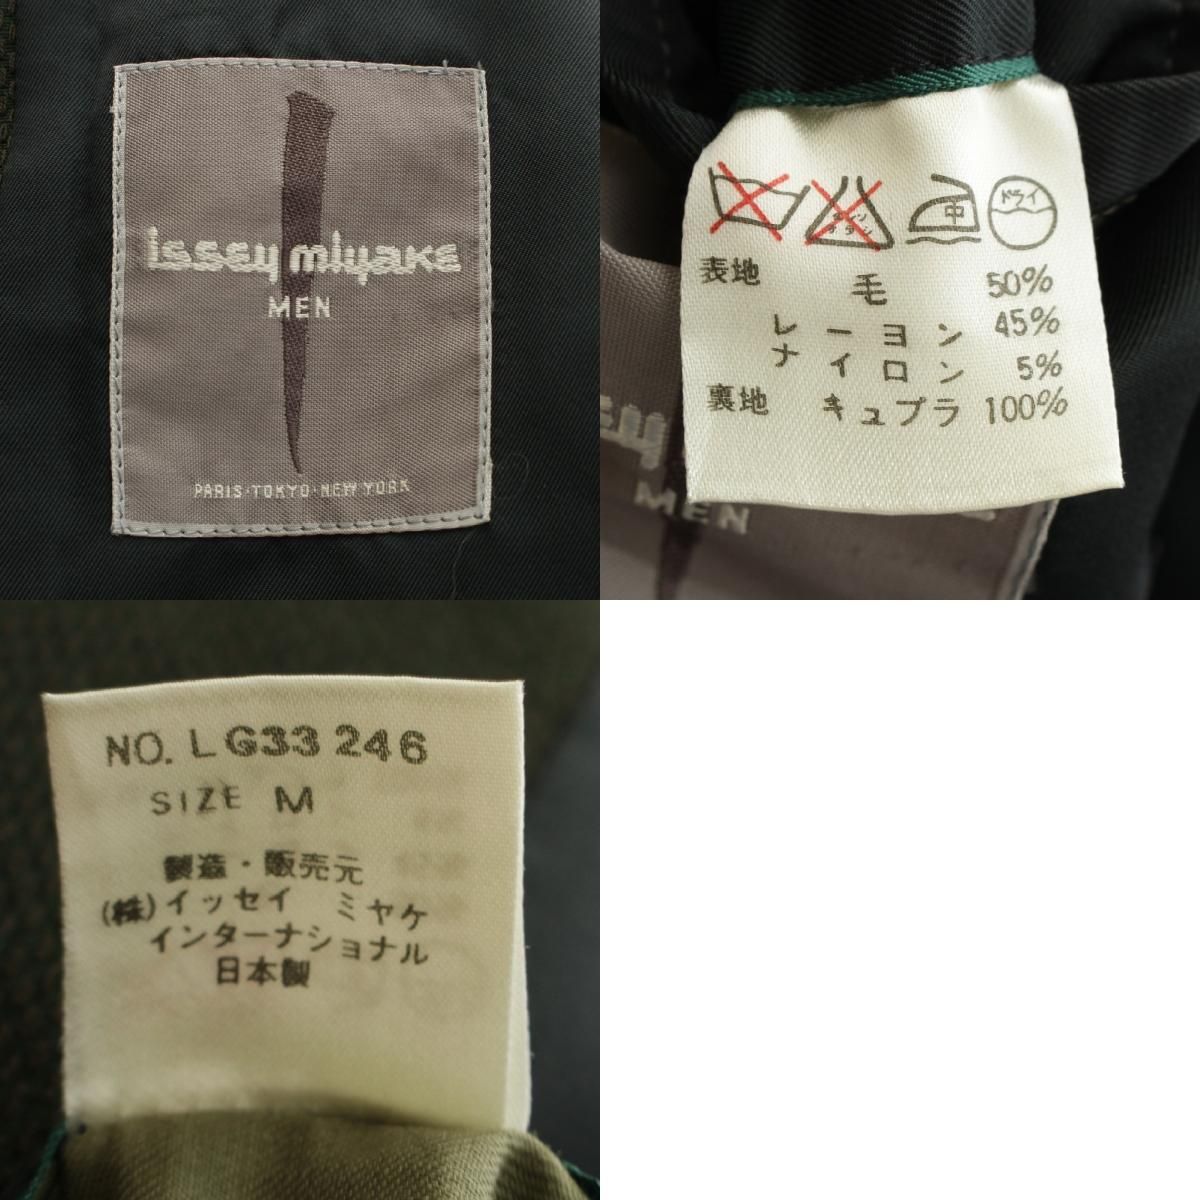 issey miyake
MEN
PARIS・TOKYO・NEW YORK
中
ドライ
表地 毛 50%
レーヨン 45%
ナイロン 5%
裏地 キュプラ 100%
MEN
NO. LG33246
SIZE M
製造・販売元
(株)イッセイ ミヤケ
インターナショナル
日本製